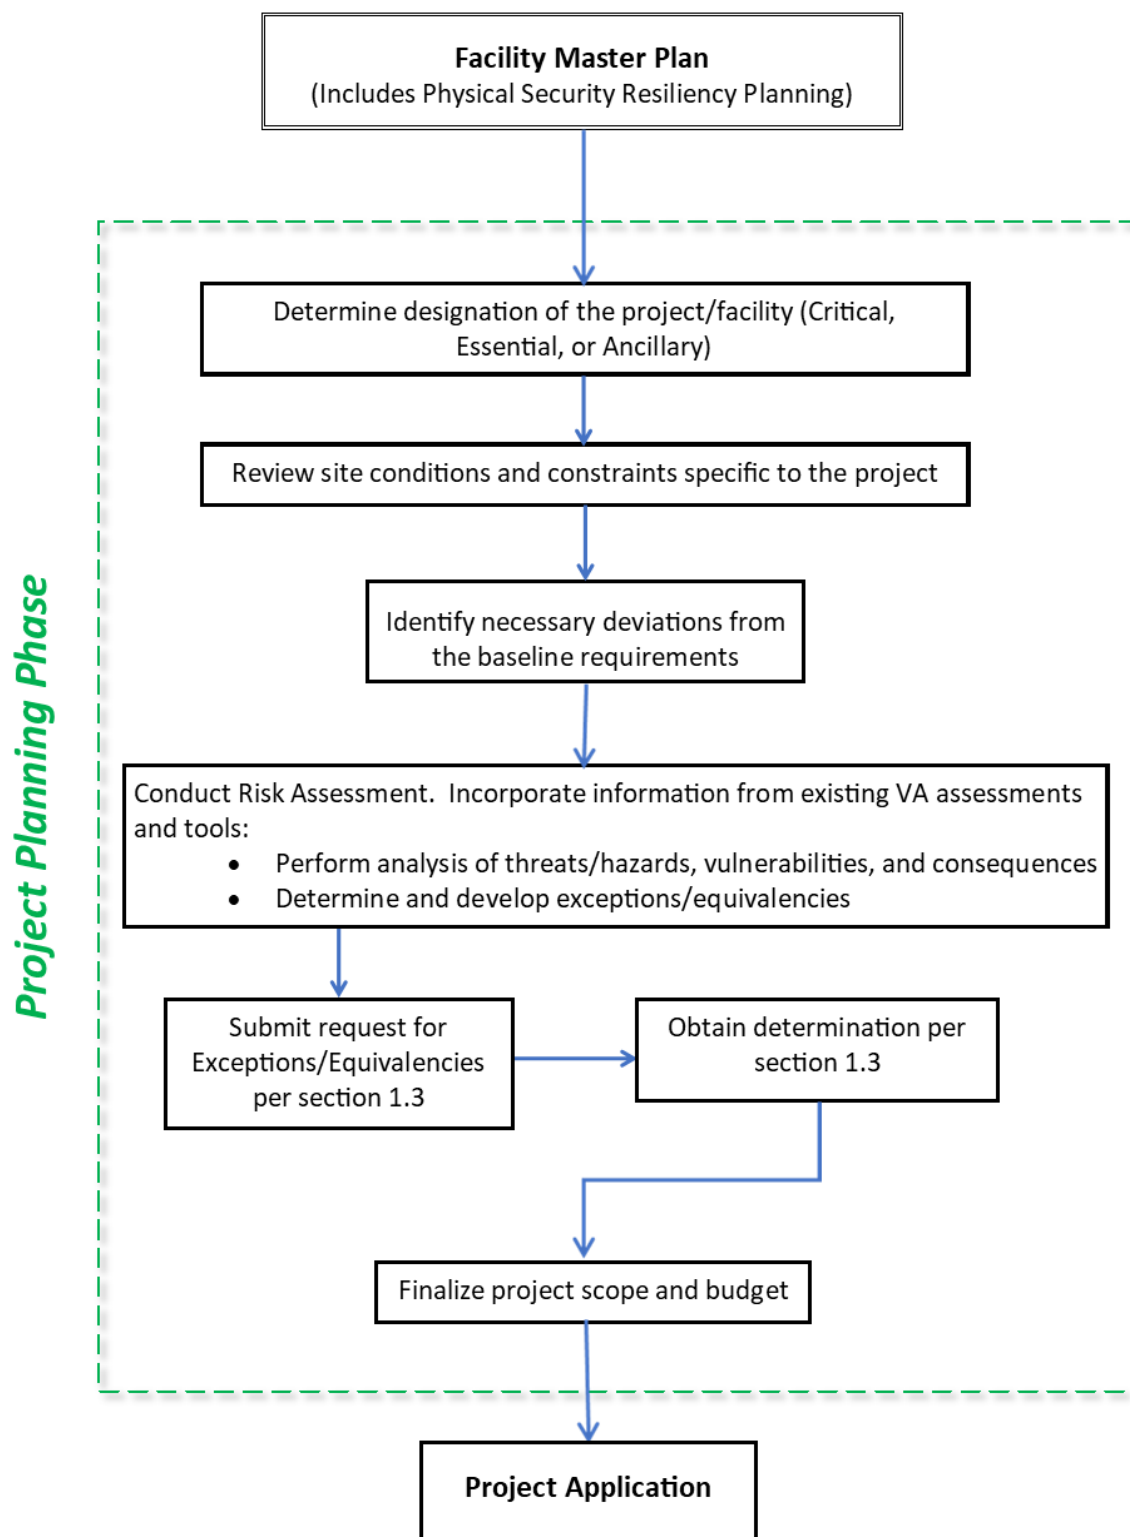 Facility Master Plan
(Includes Physical Security Resiliency Planning)
Determine designation of the project/facility (Critical,
Essential, or Ancillary)
Review site conditions and constraints specific to the project
Project Planning Phase
Identify necessary deviations from
the baseline requirements
Conduct Risk Assessment.  Incorporate information from existing VA assessments
and tools:
• Perform analysis of threats/hazards, vulnerabilities, and consequences
• Determine and develop exceptions/equivalencies
Submit request for
Exceptions/Equivalencies
per section 1.3
Obtain determination per
section 1.3
Finalize project scope and budget
Project Application